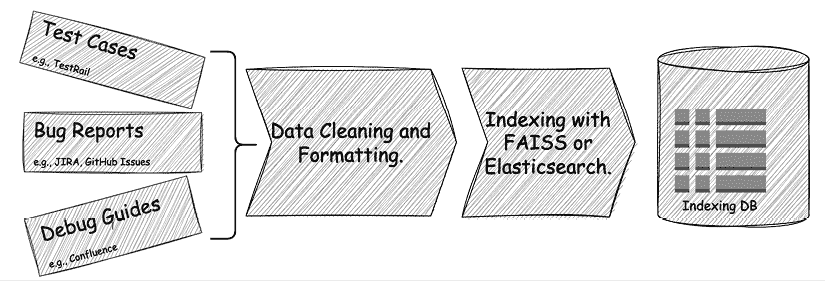 Test Cases
e.g., TestRail
Bug Reports
e.g., JIRA, GitHub Issues
Debug Guides
e.g., Confluence
Data Cleaning and
Formatting.
Indexing with
FAISS or
Elasticsearch.
Indexing DB